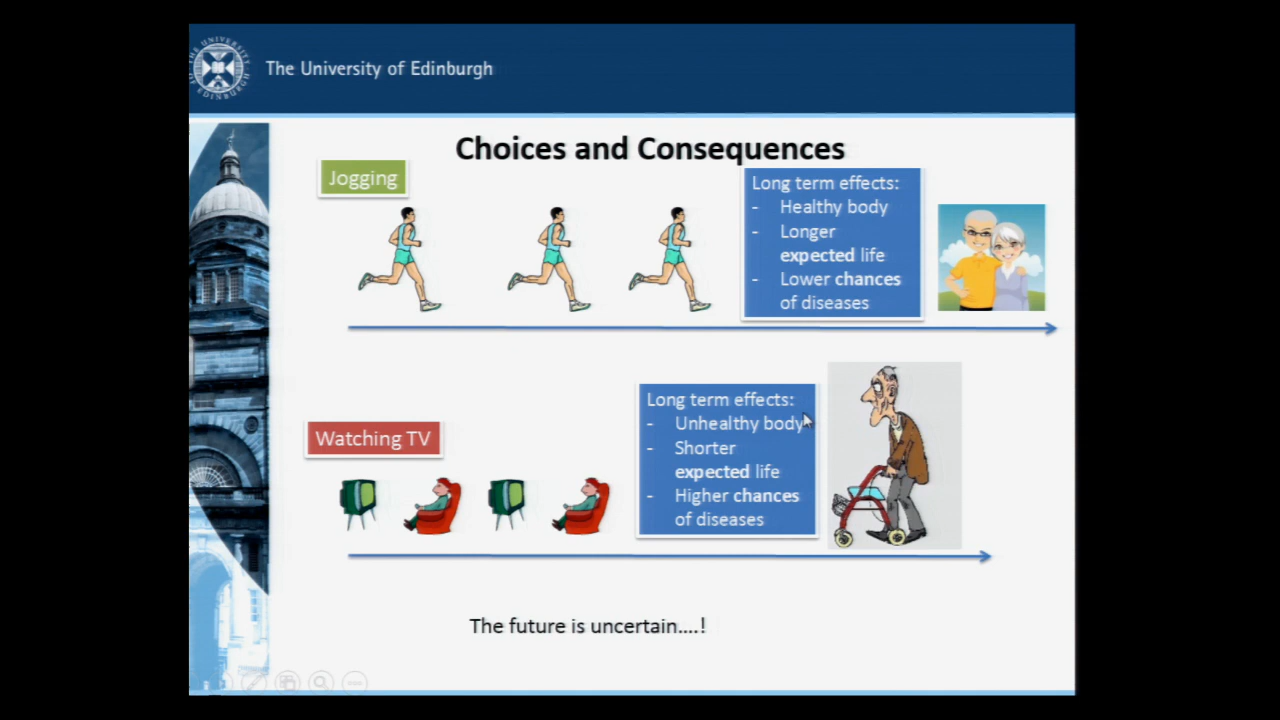 The University of Edinburgh
Choices and Consequences
Jogging
Long term effects:
- Healthy body
- Longer
expected life
- Lower chances
of diseases
Watching TV
Long term effects:
- Unhealthy body
- Shorter
expected life
- Higher chances
of diseases
The future is uncertain....!